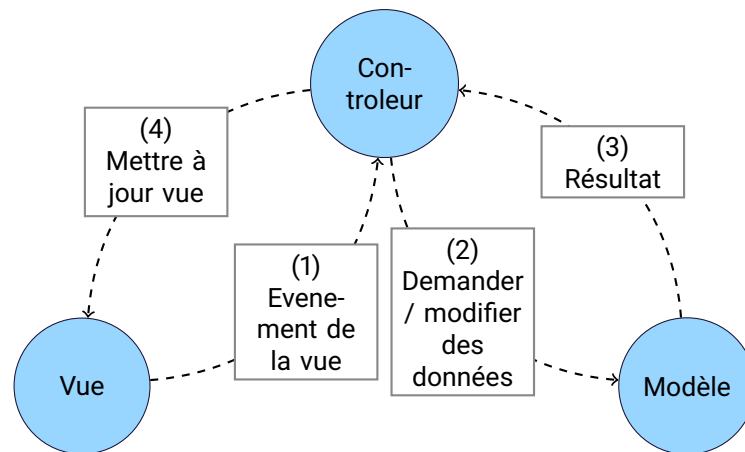 Con-
troleur
(4)
Mettre à
jour vue
(3)
Résultat
(1)
Evene-
ment de
la vue
(2)
Demander
/ modifier
des
données
Vue
Modèle